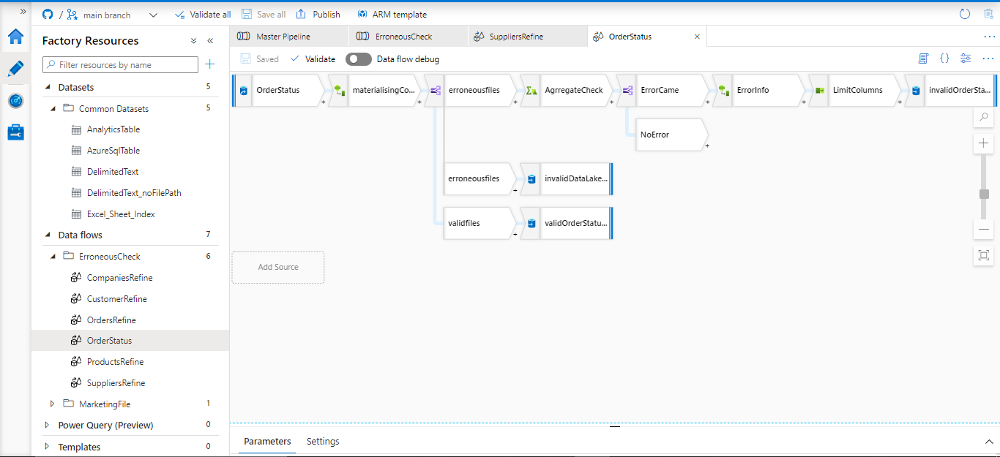 » / main branch Validate all Save all Publish ARM template
Factory Resources «
Master Pipeline ErroneousCheck SuppliersRefine OrderStatus × ...
Saved Validate Data flow debug {} ...
Filter resources by name +
Datasets 5
Common Datasets 5
AnalyticsTable
AzureSqlTable
DelimitedText
DelimitedText_noFilePath
Excel_Sheet_Index
Data flows 7
ErroneousCheck 6
CompaniesRefine
CustomerRefine
OrdersRefine
OrderStatus
ProductsRefine
SuppliersRefine
MarketingFile 1
Power Query (Preview) 0
Templates 0
OrderStatus + materialisingCo... + erroneousfiles + AgrregateCheck + ErrorCame + ErrorInfo + LimitColumns + invalidOrderSta...
NoError +
erroneousfiles + invalidDataLake...
validfiles + validOrderStatu...
Add Source
Parameters Settings